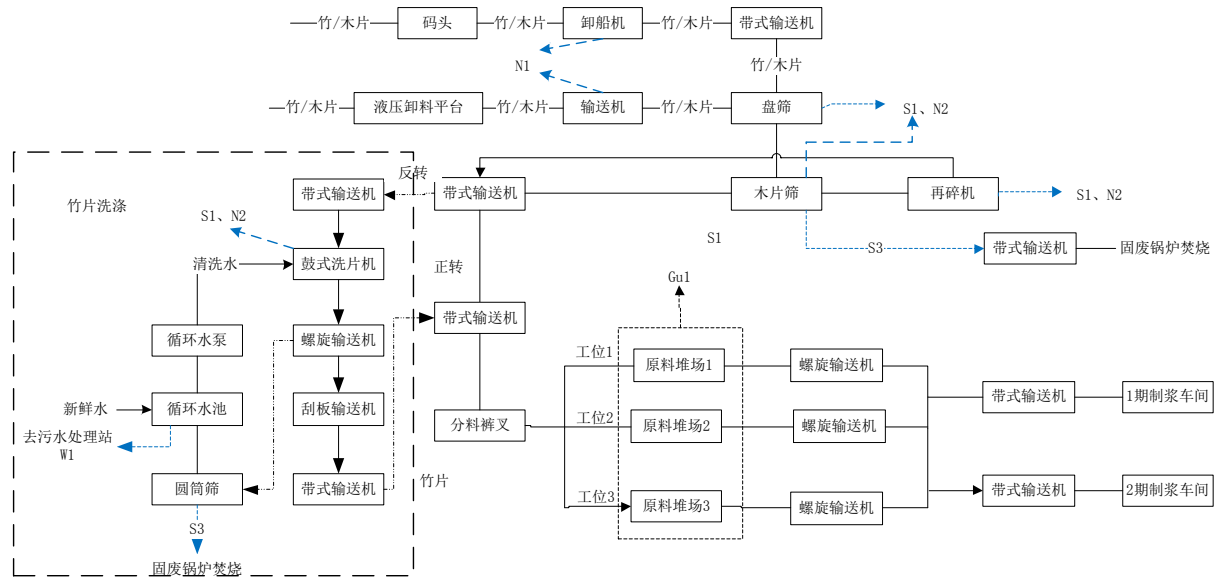 竹/木片
码头
竹/木片
卸船机
竹/木片
带式输送机
N1
竹/木片
竹/木片
液压卸料平台
竹/木片
输送机
竹/木片
盘筛
S1、N2
竹片洗涤
带式输送机
反转
带式输送机
木片筛
再碎机
S1、N2
S1、N2
S1
清洗水
鼓式洗片机
正转
S3
带式输送机
固废锅炉焚烧
Gu1
带式输送机
循环水泵
螺旋输送机
工位1
原料堆场1
螺旋输送机
新鲜水
循环水池
刮板输送机
分料裤叉
工位2
原料堆场2
螺旋输送机
带式输送机
1期制浆车间
去污水处理站
W1
圆筒筛
带式输送机
竹片
工位3
原料堆场3
螺旋输送机
带式输送机
2期制浆车间
S3
固废锅炉焚烧